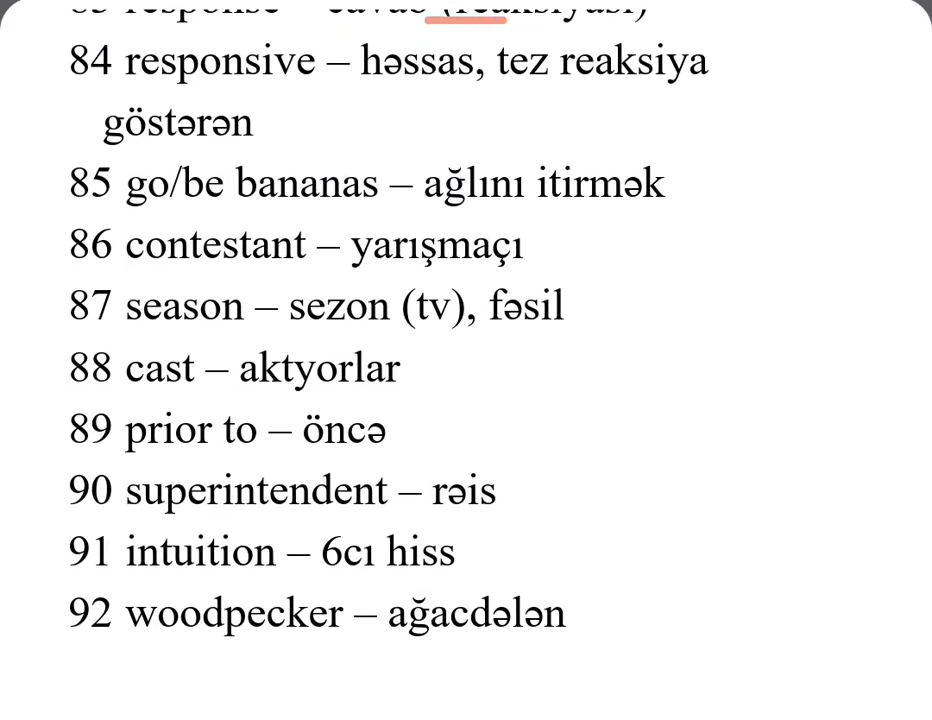 84 responsive – həssas, tez reaksiya
göstərən
85 go/be bananas – ağlını itirmək
86 contestant – yarışmaçı
87 season – sezon (tv), fəsil
88 cast – aktyorlar
89 prior to – öncə
90 superintendent – rəis
91 intuition – 6cı hiss
92 woodpecker – ağacdələn